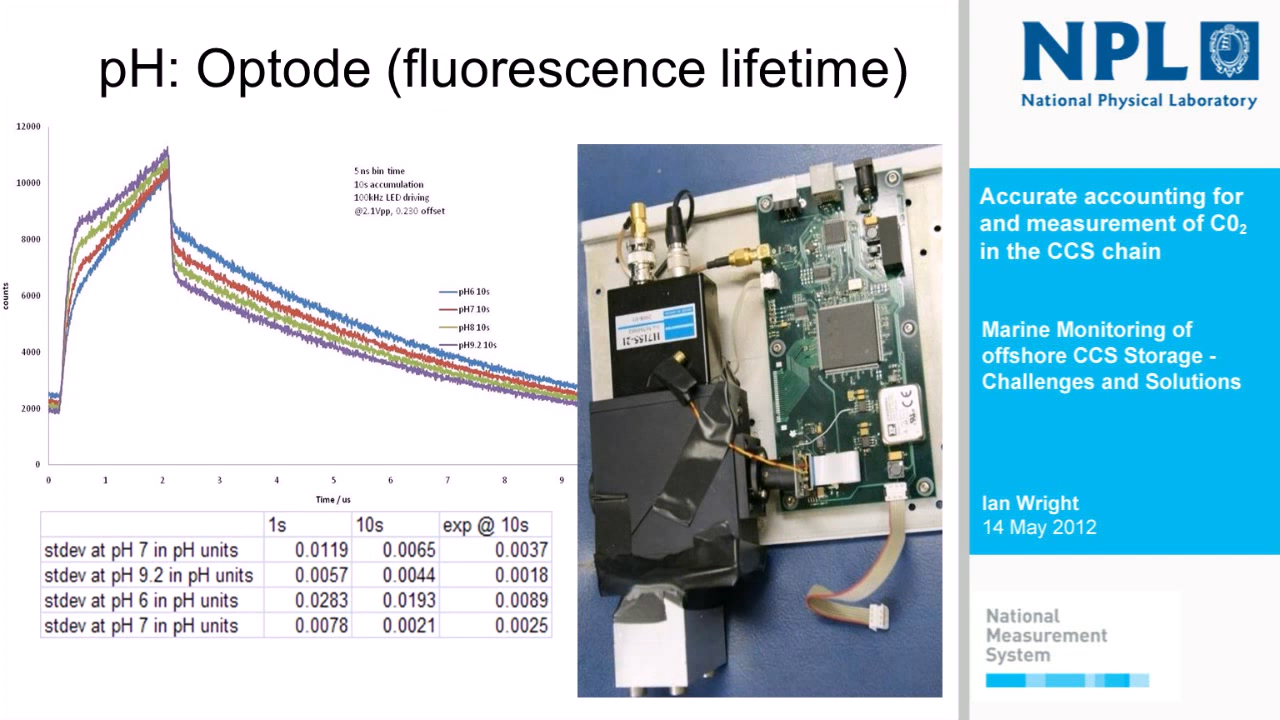 pH: Optode (fluorescence lifetime)
12000
10000
8000
6000
4000
2000
0
counts
0 1 2 3 4 5 6 7 8 9
Time / us
5 ns bin time
10s accumulation
100kHz LED driving
@2.1Vpp, 0.230 offset
pH6 10s
pH7 10s
pH8 10s
pH9.2 10s
1s 10s exp @ 10s
stdev at pH 7 in pH units 0.0119 0.0065 0.0037
stdev at pH 9.2 in pH units 0.0057 0.0044 0.0018
stdev at pH 6 in pH units 0.0283 0.0193 0.0089
stdev at pH 7 in pH units 0.0078 0.0021 0.0025
H7155-21
NPL
National Physical Laboratory
Accurate accounting for
and measurement of C0₂
in the CCS chain
Marine Monitoring of
offshore CCS Storage -
Challenges and Solutions
Ian Wright
14 May 2012
National
Measurement
System